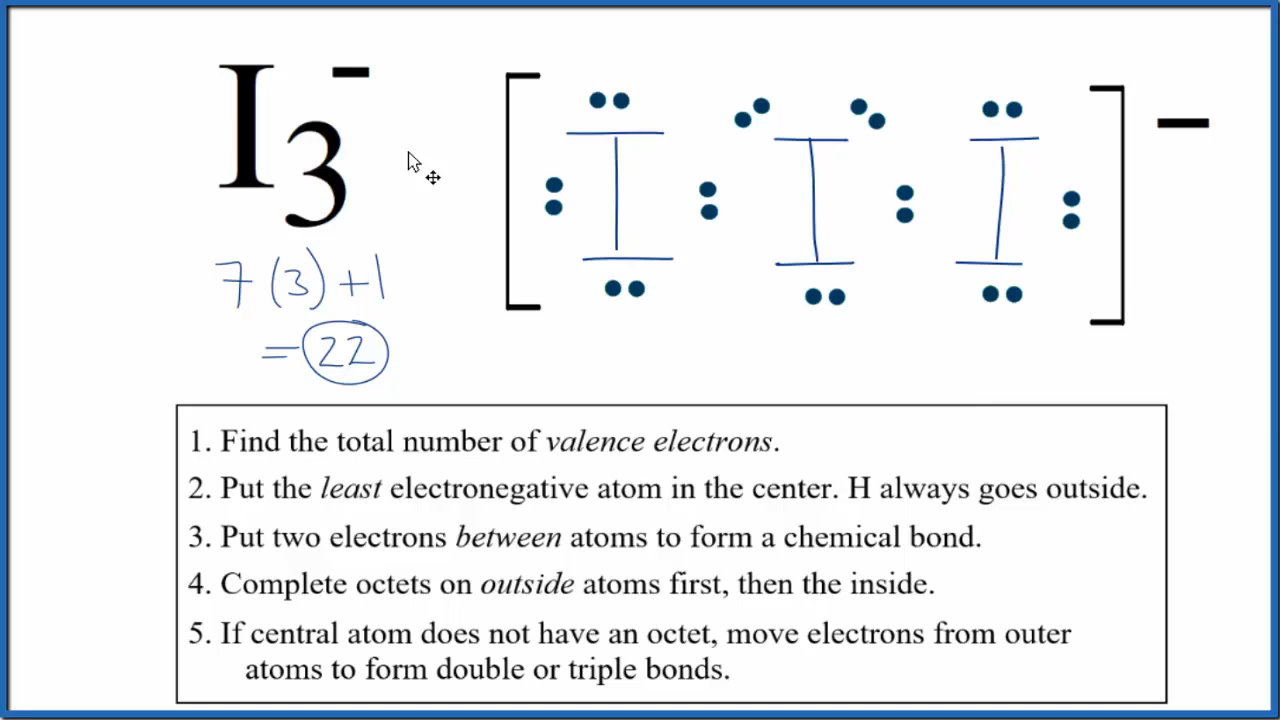 I₃⁻
[I I I]⁻
7(3)+1
=22
1. Find the total number of valence electrons.
2. Put the least electronegative atom in the center. H always goes outside.
3. Put two electrons between atoms to form a chemical bond.
4. Complete octets on outside atoms first, then the inside.
5. If central atom does not have an octet, move electrons from outer
atoms to form double or triple bonds.